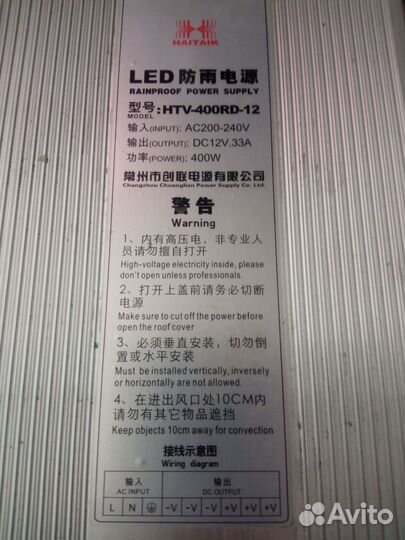 HAITAIK
LED防雨电源
RAINPROOF POWER SUPPLY
型号:HTV-400RD-12
MODEL
输入(INPUT): AC200-240V
输出(OUTPUT): DC12V.33A
功率(POWER): 400W
常州市创联电源有限公司
Changzhou Chuanglian Power Supply Co. Ltd.
警告
Warning
1、内有高压电，非专业人
员请勿擅自打开
High-voltage electricity inside, please
don't open unless professionals.
2、打开上盖前请务必切断
电源
Make sure to cut off the power before
open the roof cover
3、必须垂直安装，切勿倒
置或水平安装
Must be installed vertically, inversely
or horizontally are not allowed.
4、在进出风口处10CM内
请勿有其它物品遮挡
Keep objects 10cm away for convection
接线示意图
Wiring diagram
输入 输出
AC INPUT DC OUTPUT
L N ⏚ -V -V -V +V +V +V
Avito